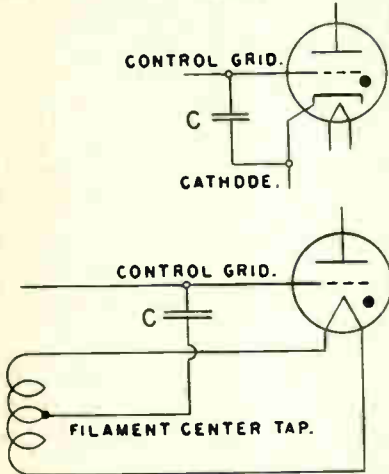 CONTROL GRID.
C
CATHODE.
CONTROL GRID.
C
FILAMENT CENTER TAP.